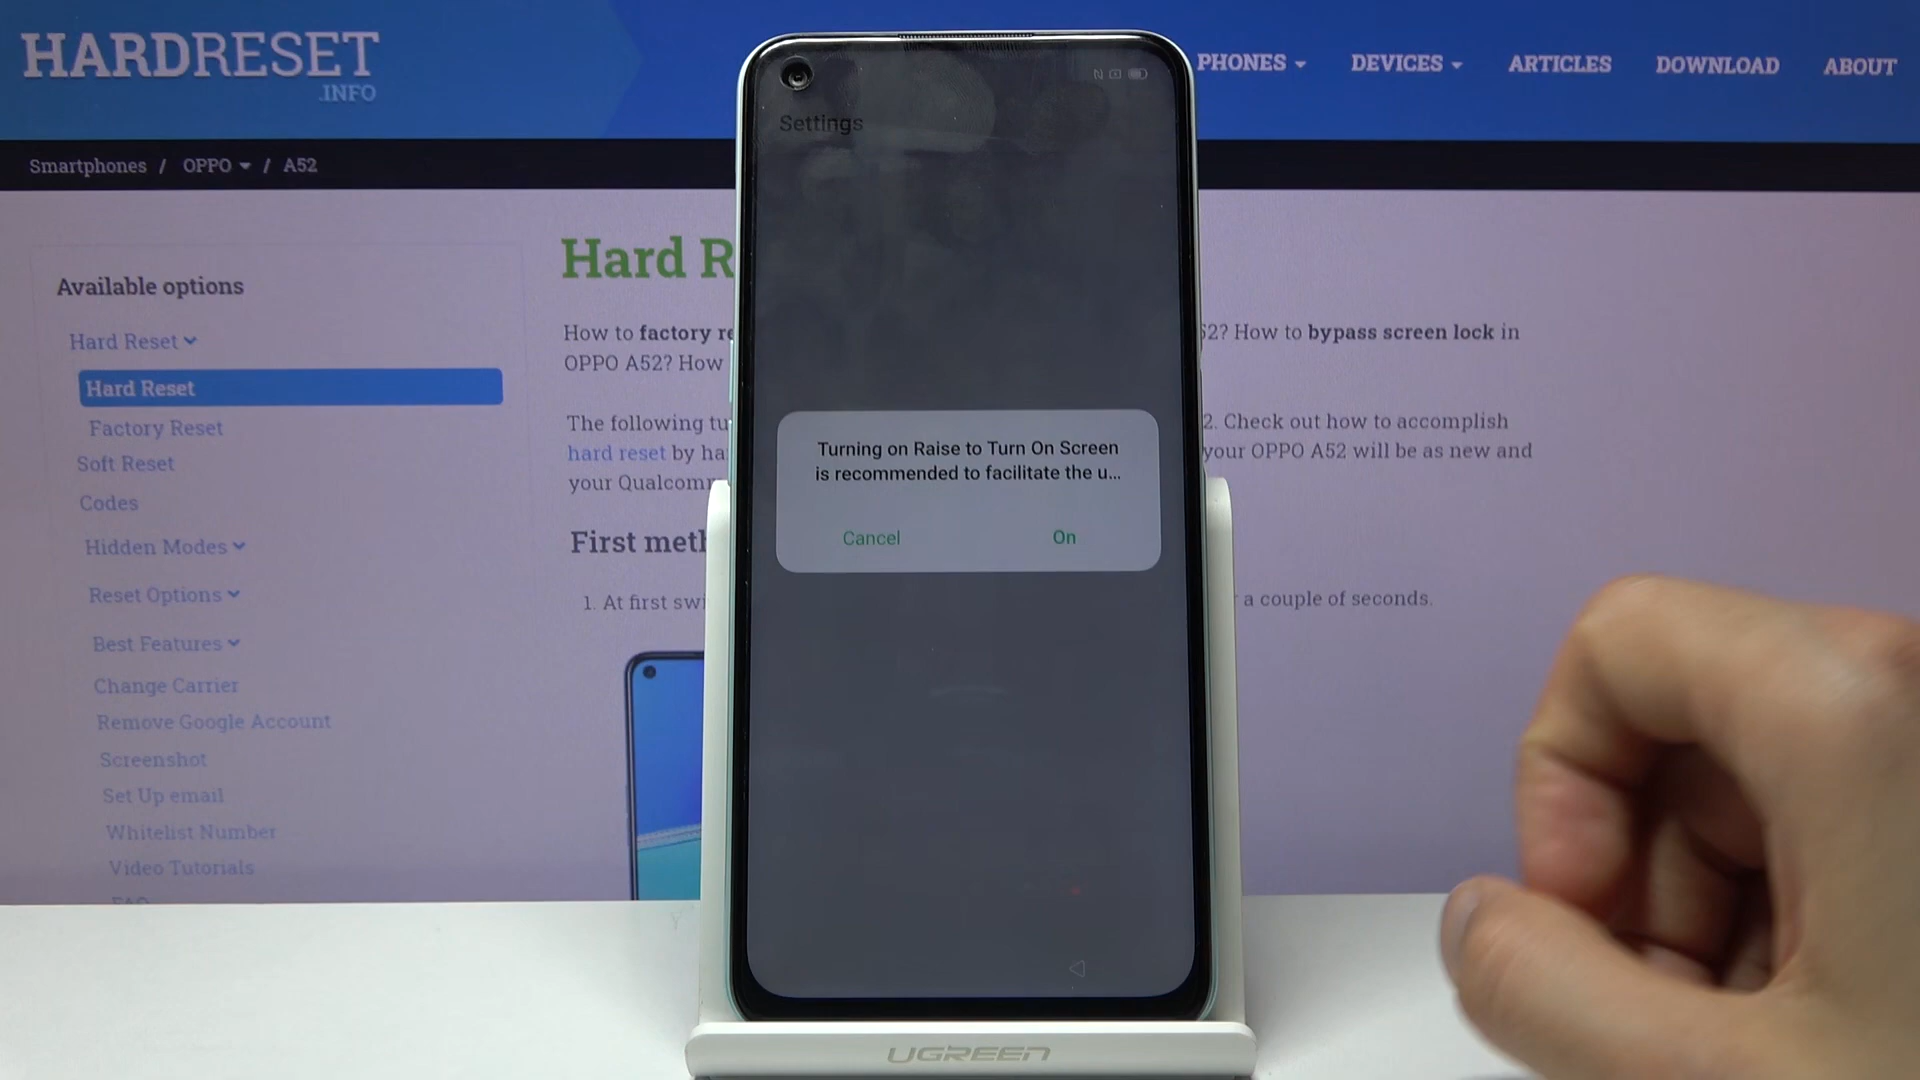 HARDRESET
.INFO
PHONES
DEVICES
ARTICLES
DOWNLOAD
ABOUT
Smartphones / OPPO / A52
Settings
Available options
Hard Reset
Hard Reset
Factory Reset
Soft Reset
Codes
Hidden Modes
Reset Options
Best Features
Change Carrier
Remove Google Account
Screenshot
Set Up email
Whitelist Number
Video Tutorials
FAQ
Hard R
How to factory re 52? How to bypass screen lock in
OPPO A52? How
The following tu 2. Check out how to accomplish
hard reset by ha your OPPO A52 will be as new and
your Qualcomm
First meth
1. At first swi a couple of seconds.
Turning on Raise to Turn On Screen
is recommended to facilitate the u...
Cancel
On
UGREEN